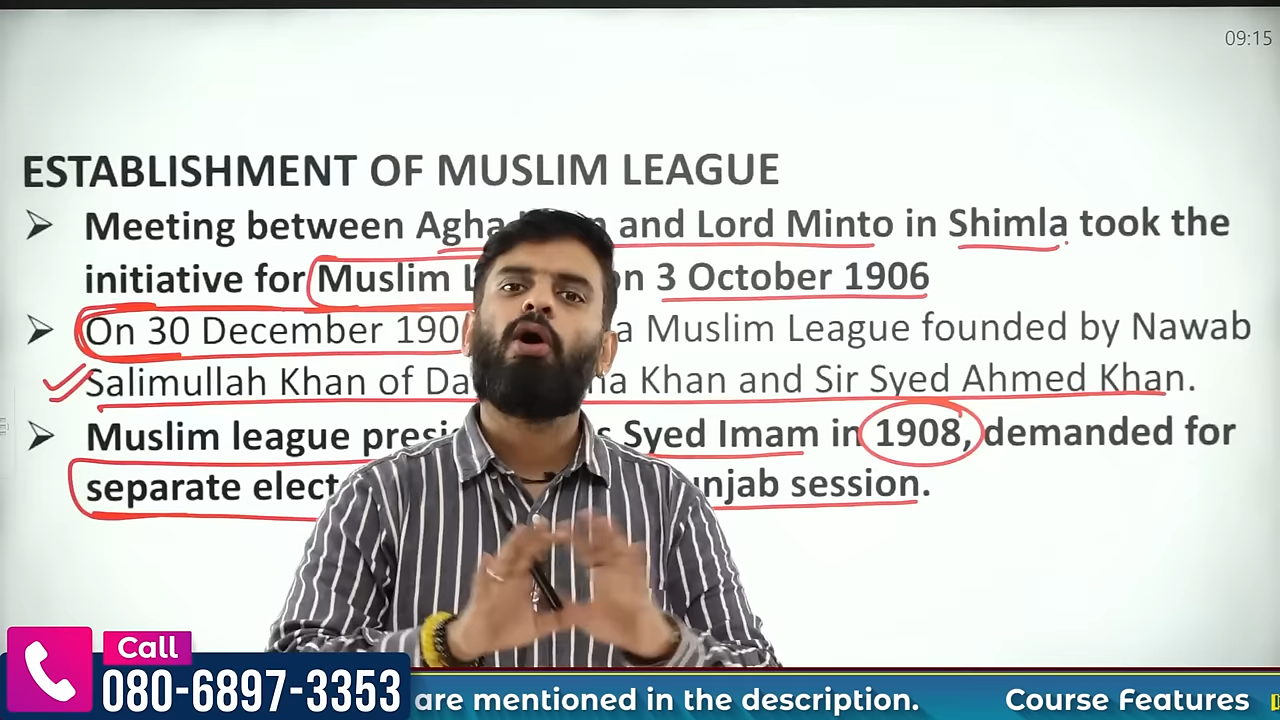 09:15
ESTABLISHMENT OF MUSLIM LEAGUE
➤ Meeting between Agha and Lord Minto in Shimla took the
initiative for Muslim on 3 October 1906
➤ On 30 December a Muslim League founded by Nawab
Salimullah Khan of Khan and Sir Syed Ahmed Khan.
➤ Muslim league Syed Imam in 1908, demanded for
separate session.
Call
080-6897-3353
are mentioned in the description. Course Features